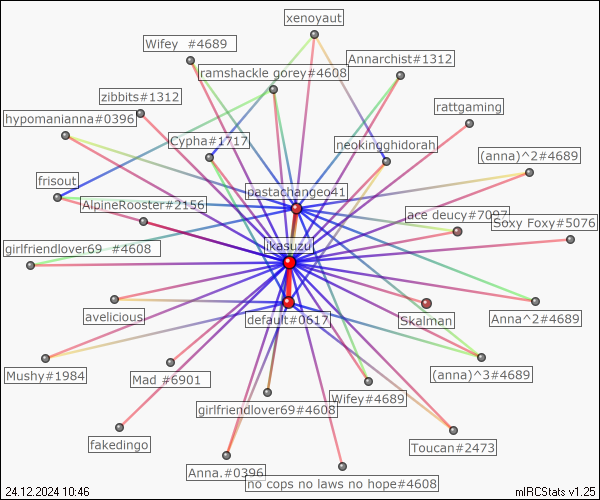 xenoyaut
Wifey #4689
Annarchist#1312
ramshackle gorey#4608
zibbits#1312
rattgaming
hypomanianna#0396
Cypha#1717
neokingghidorah
(anna)^2#4689
frisout
pastachangeo41
AlpineRooster#2156
ace deucy#7097
Soxy Foxy#5076
girlfriendlover69 #4608
ikasuzu
avelicious
default#0617
Skalman
Anna^2#4689
Mushy#1984
Mad #6901
(anna)^3#4689
Wifey#4689
girlfriendlover69#4608
fakedingo
Toucan#2473
Anna.#0396
no cops no laws no hope#4608
24.12.2024 10:46
mIRCStats v1.25